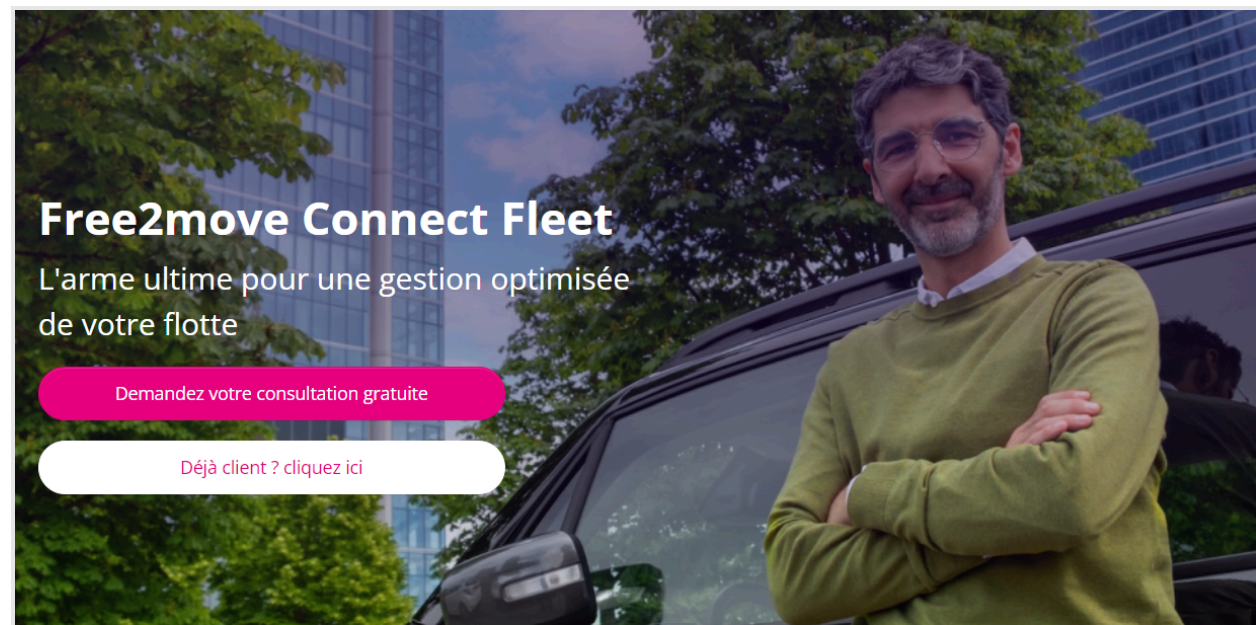 Free2move Connect Fleet
L'arme ultime pour une gestion optimisée
de votre flotte
Demandez votre consultation gratuite
Déjà client ? cliquez ici